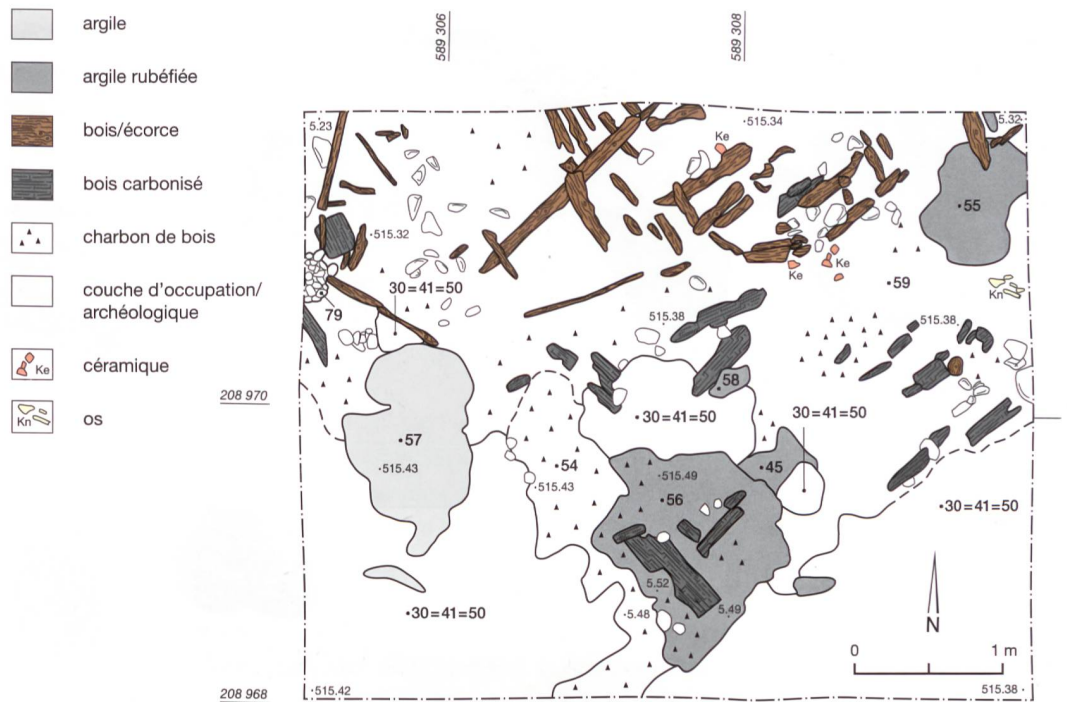 argile
argile rubéfiée
bois/écorce
bois carbonisé
charbon de bois
couche d'occupation/
archéologique
Ke
céramique
Kn
os
589 306
589 308
208 970
208 968
5.23
·515.34
5.32
Ke
·55
·515.32
Ke
Ke
·59
Kn
30=41=50
79
515.38
515.38
58
·30=41=50
30=41=50
·57
·515.43
·54
·515.43
·515.49
45
56
·30=41=50
5.52
5.49
·5.48
·30=41=50
N
0
1 m
·515.42
515.38·